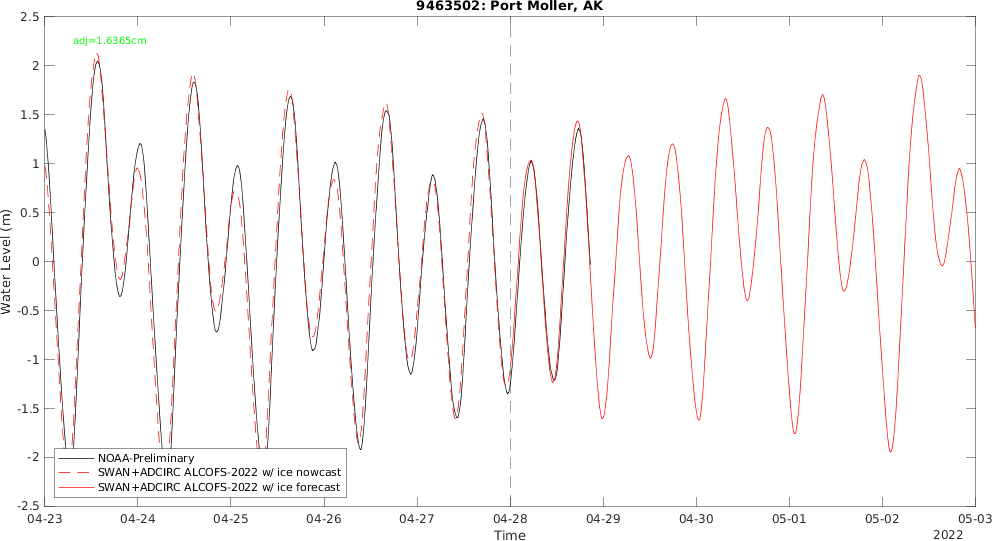 9463502: Port Moller, AK
adj=1.6365cm
2.5
2
1.5
1
0.5
0
-0.5
-1
-1.5
-2
-2.5
Water Level (m)
NOAA-Preliminary
SWAN+ADCIRC ALCOFS-2022 w/ ice nowcast
SWAN+ADCIRC ALCOFS-2022 w/ ice forecast
04-23 04-24 04-25 04-26 04-27 04-28 04-29 04-30 05-01 05-02 05-03
Time
2022